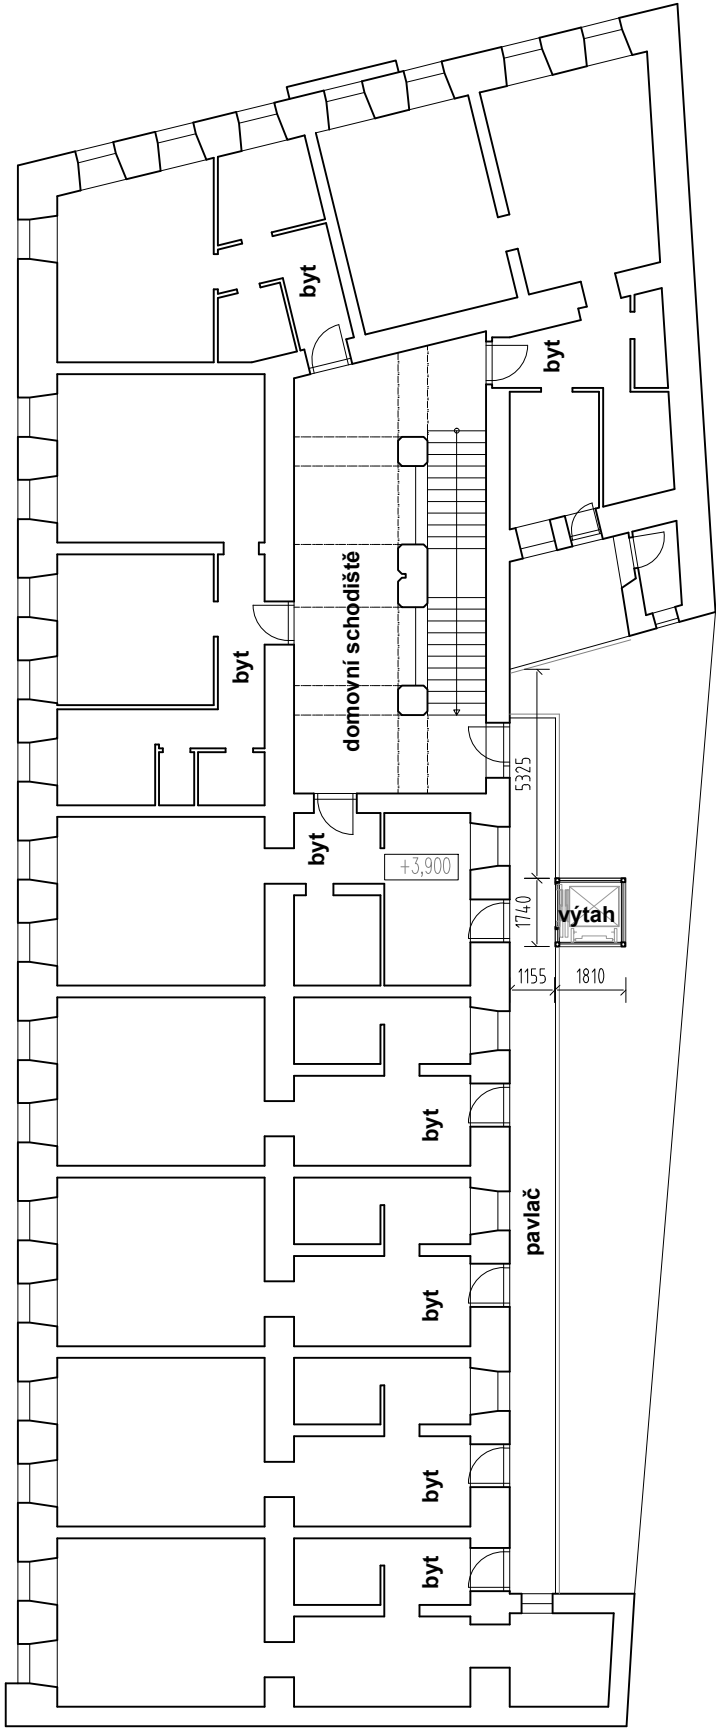 byt
byt
domovní schodiště
byt
5325
byt
+3,900
1740
výtah
1155
1810
byt
pavlač
byt
byt
byt